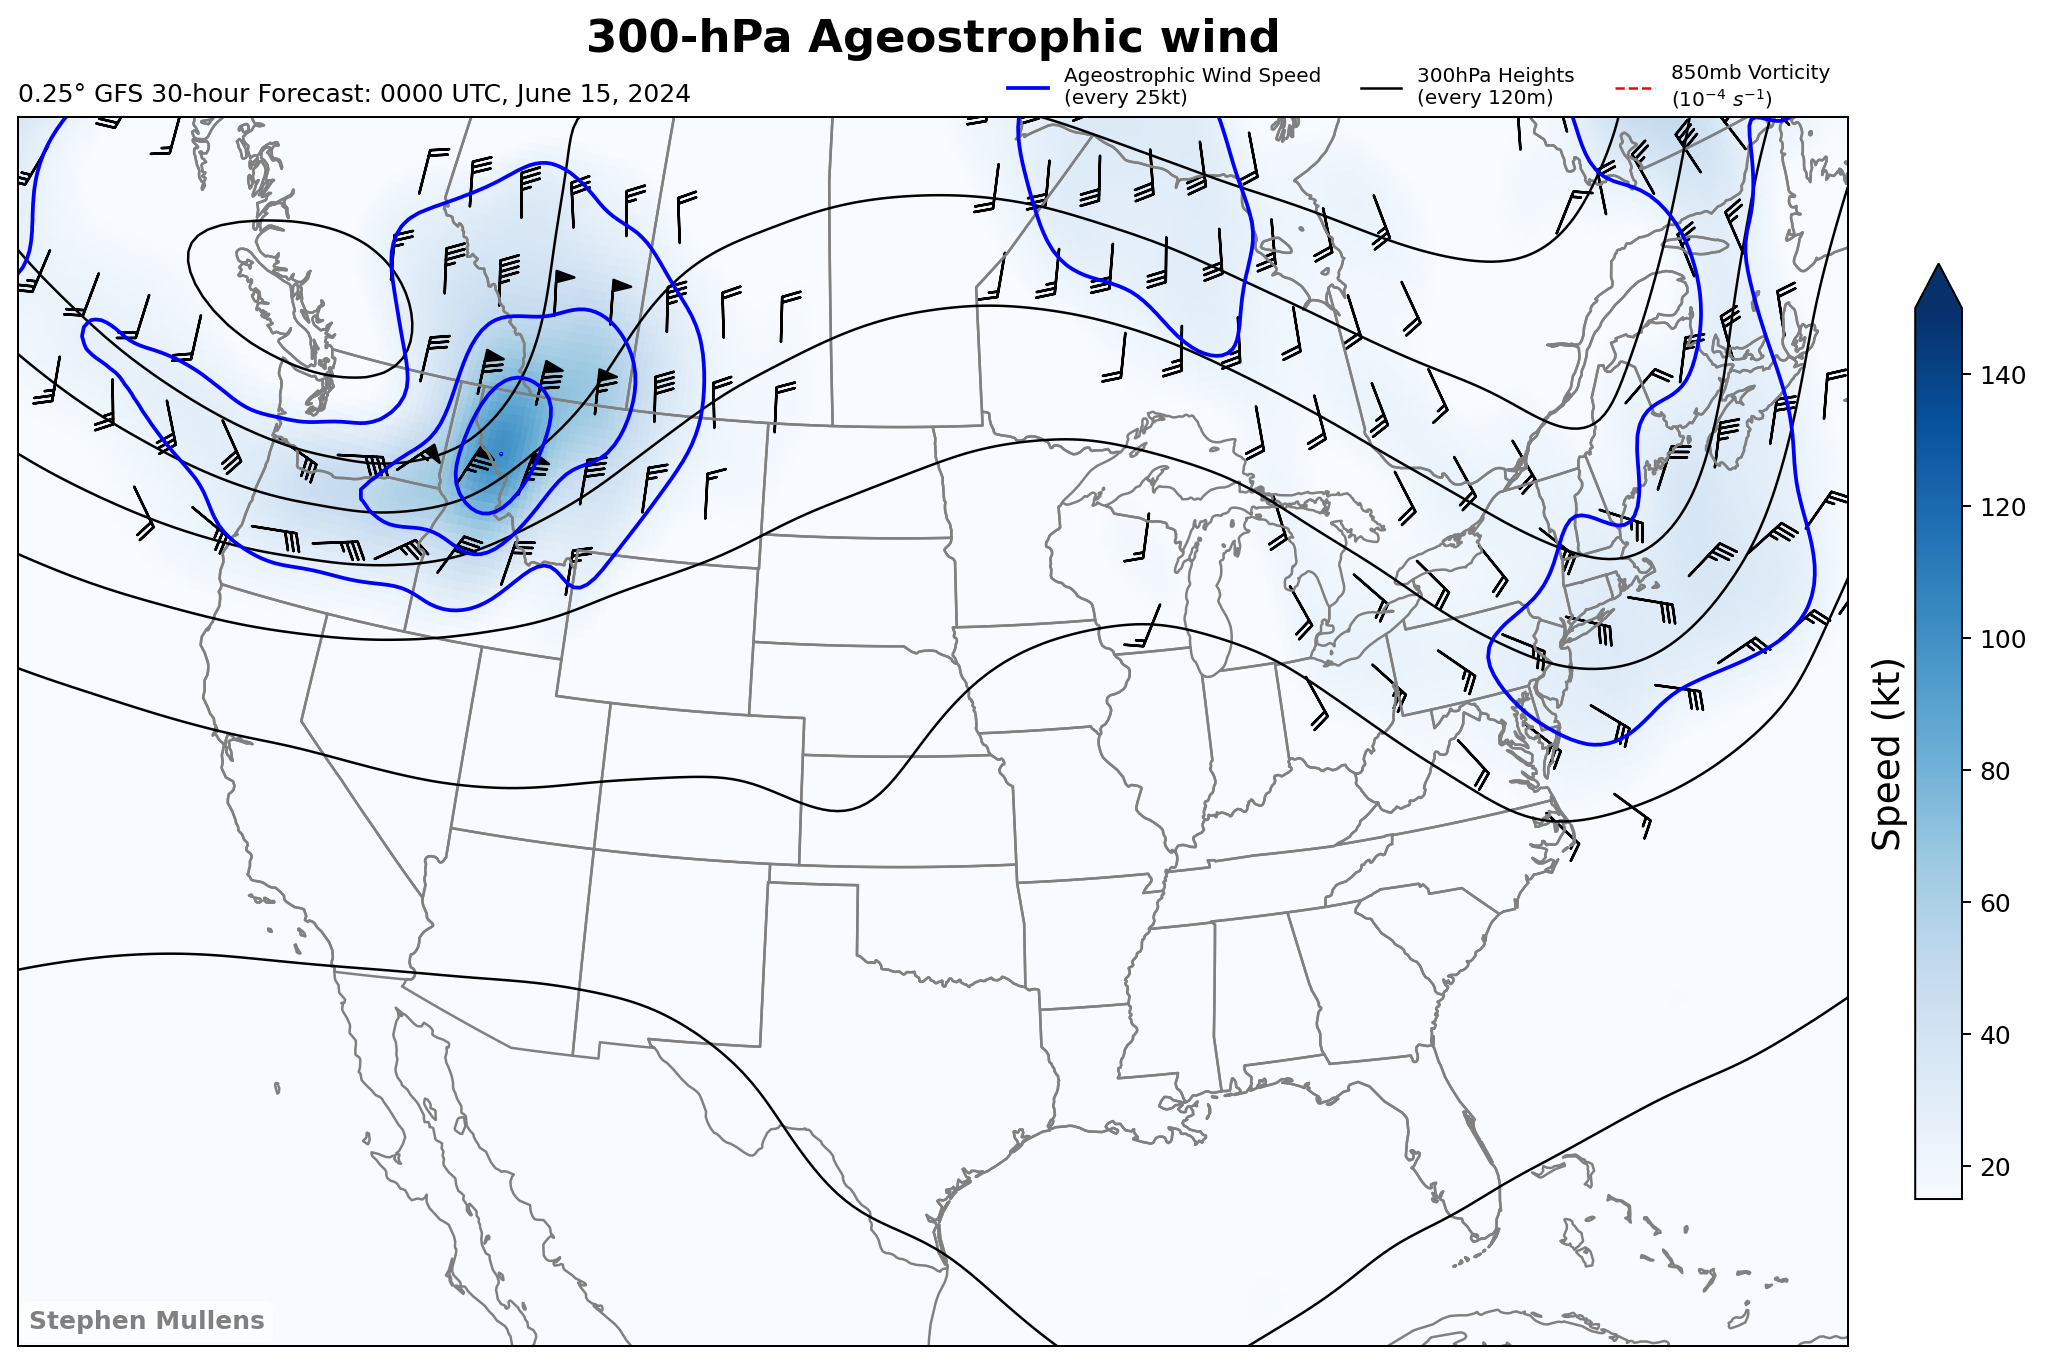 300-hPa Ageostrophic wind
0.25° GFS 30-hour Forecast: 0000 UTC, June 15, 2024
Ageostrophic Wind Speed
(every 25kt)
300hPa Heights
(every 120m)
850mb Vorticity
(10⁻⁴ s⁻¹)
140
120
100
80
60
40
20
Speed (kt)
Stephen Mullens